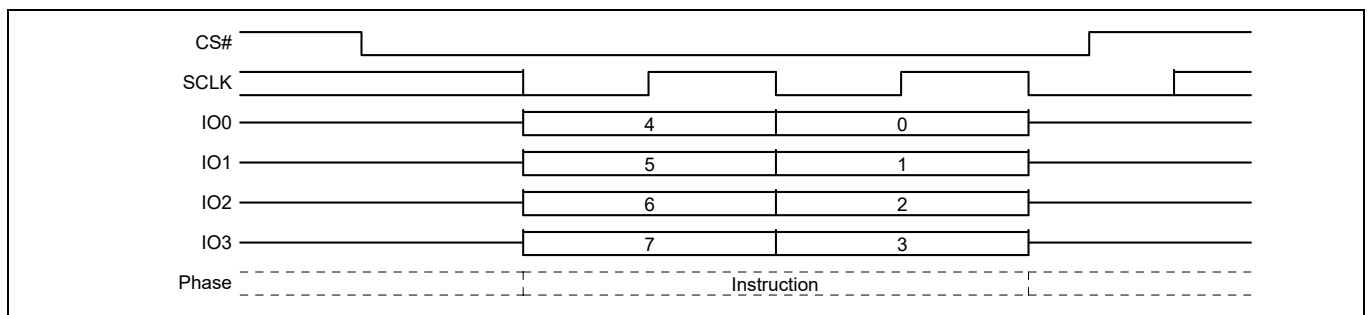 CS#
SCLK
IO0 4 0
IO1 5 1
IO2 6 2
IO3 7 3
Phase Instruction